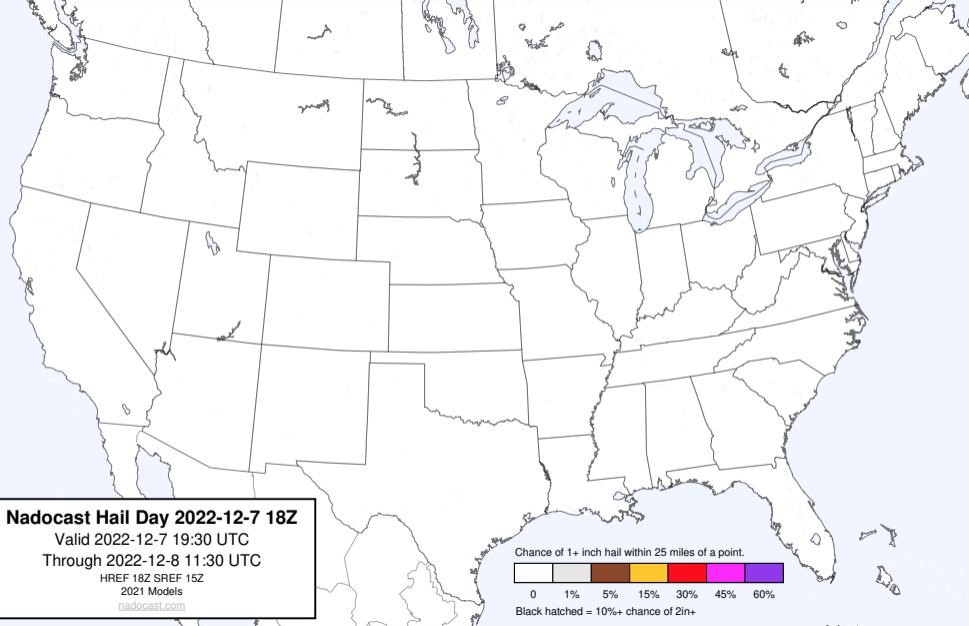 Nadocast Hail Day 2022-12-7 18Z
Valid 2022-12-7 19:30 UTC
Through 2022-12-8 11:30 UTC
HREF 18Z SREF 15Z
2021 Models
nadocast.com
Chance of 1+ inch hail within 25 miles of a point.
0 1% 5% 15% 30% 45% 60%
Black hatched = 10%+ chance of 2in+